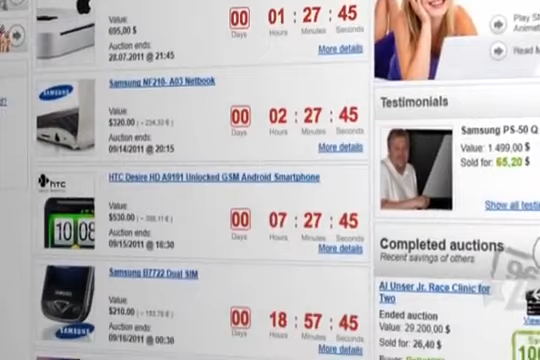 Value:
695,00 $
Auction ends:
28.07.2011 @ 21:45
00 01 : 27 : 45
Days Hours Minutes Seconds
More details
SAMSUNG
Samsung NF210- A03 Netbook
Value:
$320.00
Auction ends:
09/14/2011 @ 20:15
00 02 : 27 : 45
Days Hours Minutes Seconds
More details
HTC
HTC Desire HD A9191 Unlocked GSM Android Smartphone
Value:
$530.00
Auction ends:
09/15/2011 @ 16:30
00 07 : 27 : 45
Days Hours Minutes Seconds
More details
Samsung B7722 Dual SIM
Value:
$210.00
Auction ends:
09/16/2011 @ 00:30
00 18 : 57 : 45
Days Hours Minutes Seconds
More details
SAMSUNG
Play
Read
Testimonials
Samsung PS-50 Q
Value: 1.499,00 $
Sold for: 65,20
Show all
Completed auctions
Recent savings of others
Al Unser Jr. Race Clinic for
Two
Ended auction
Value: 29.200,00 $
Sold for: 26,40 $